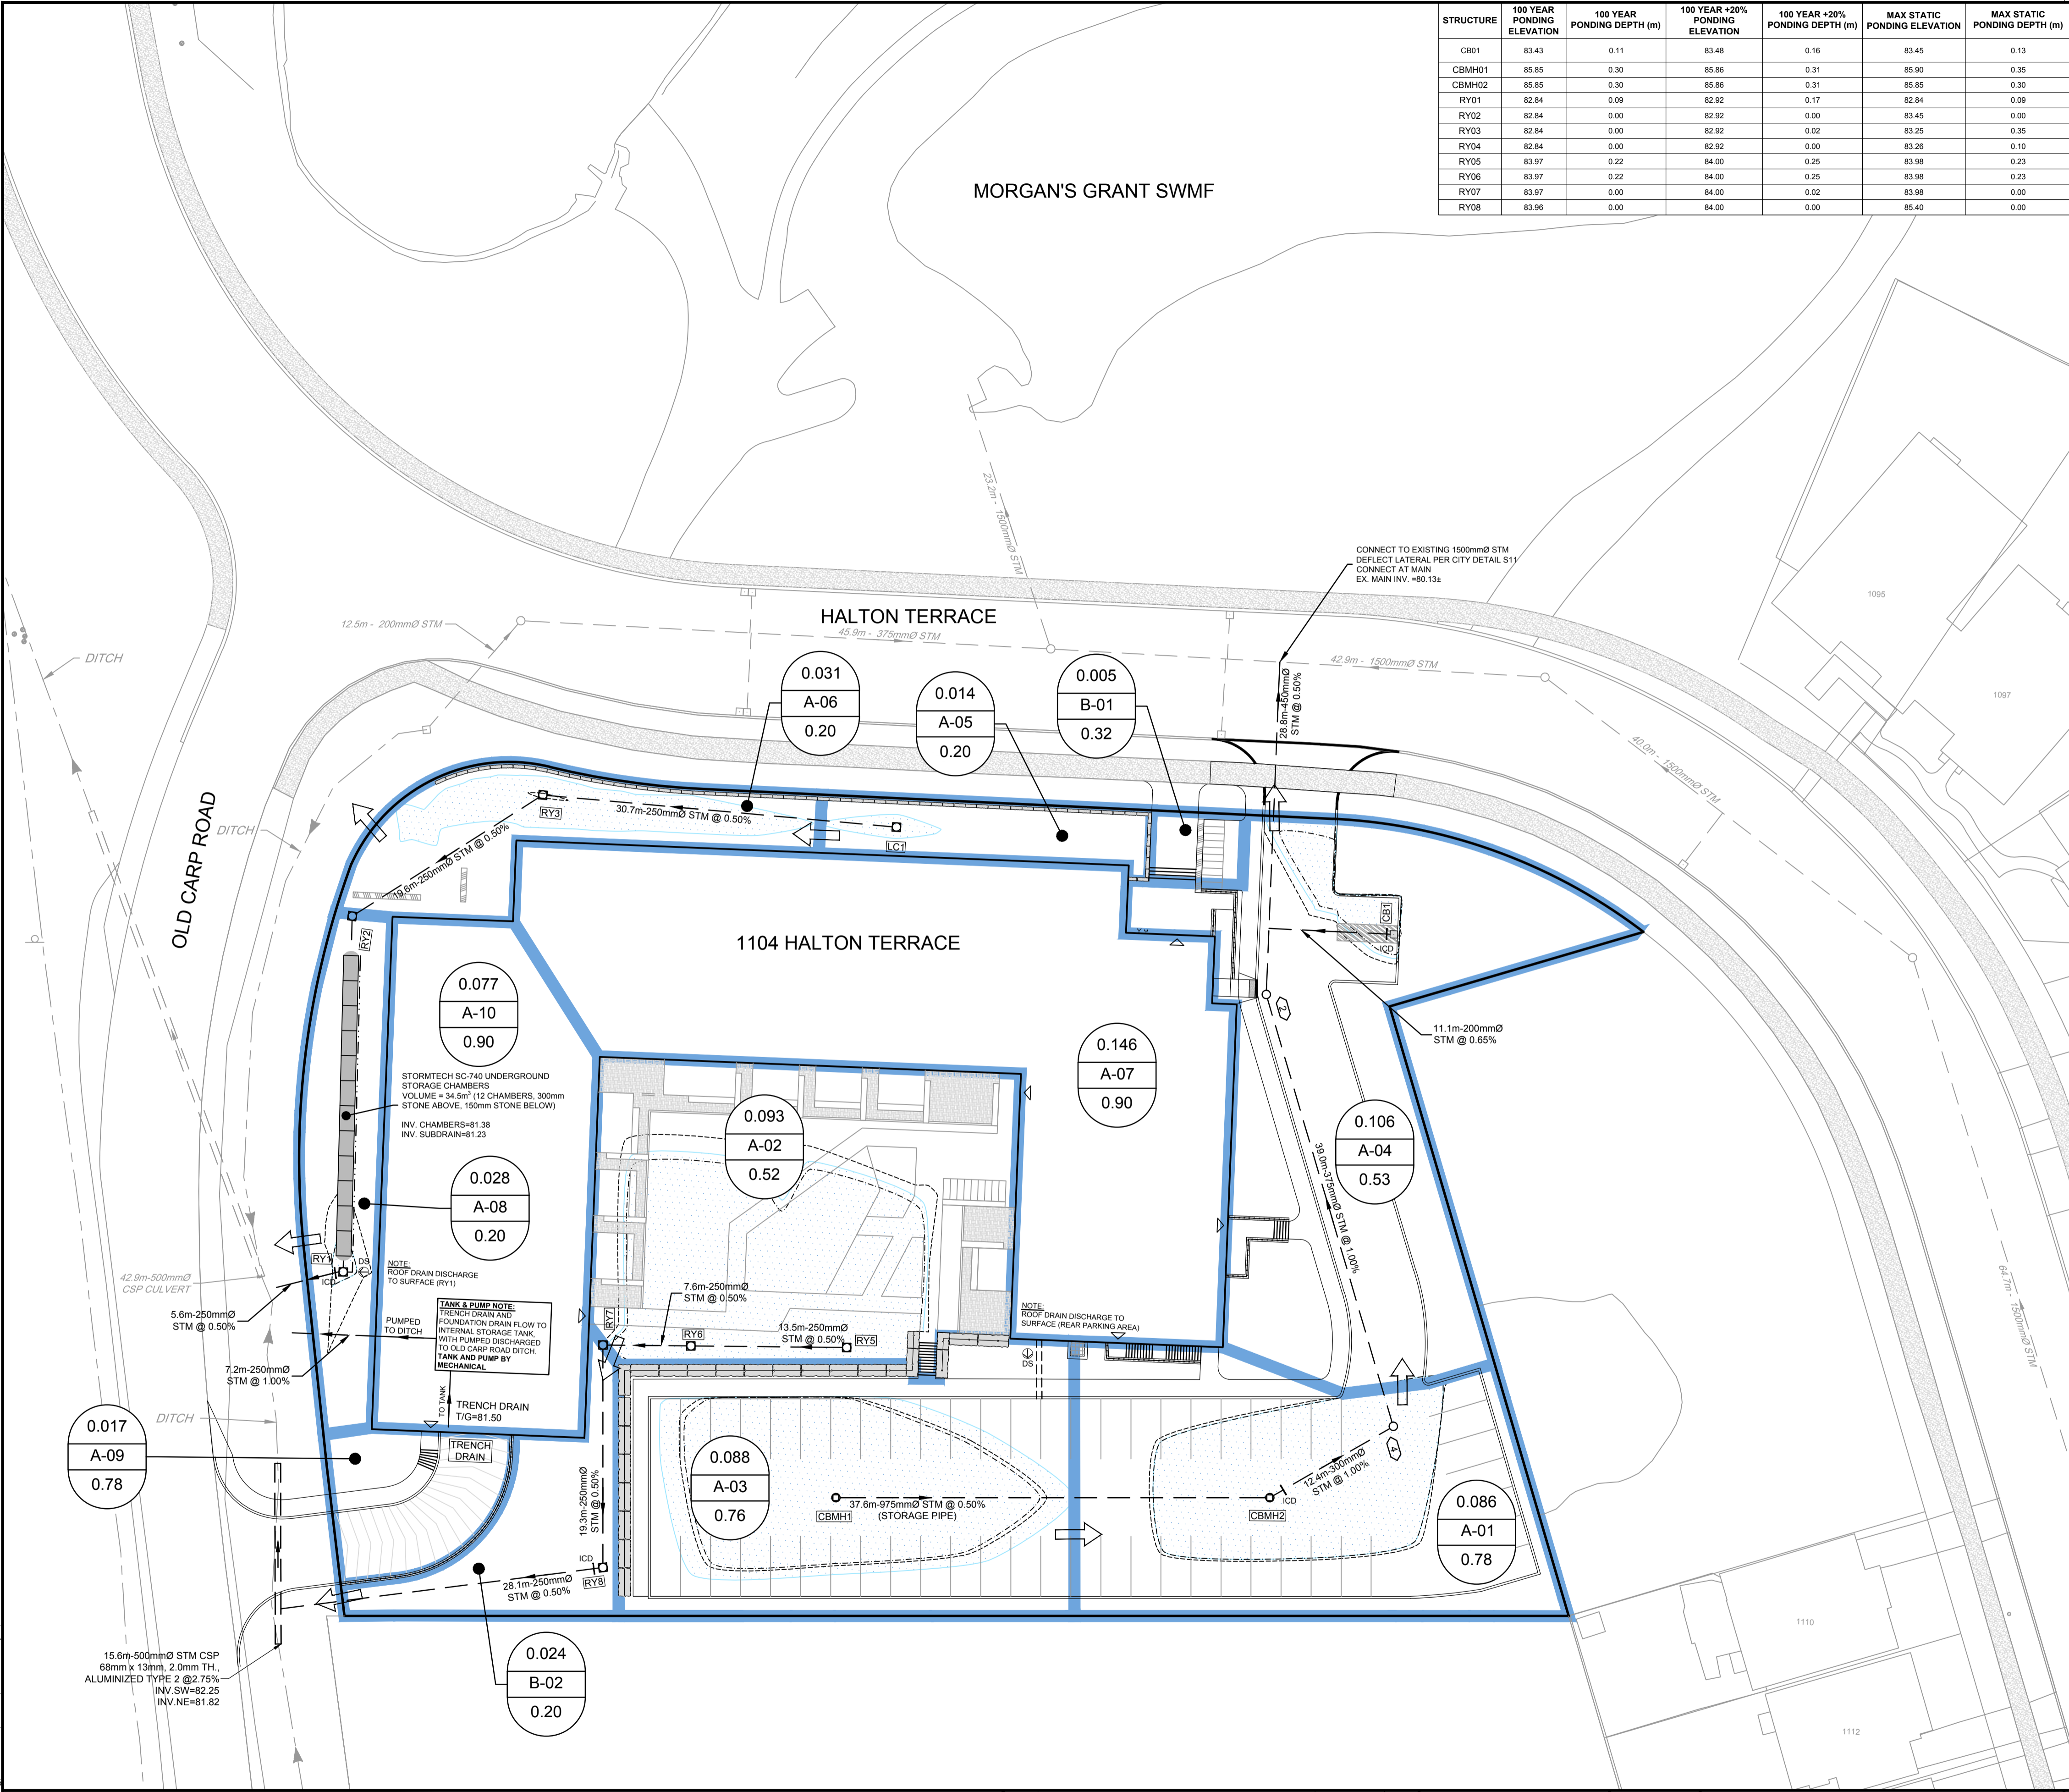 STRUCTURE | 100 YEAR PONDING ELEVATION | 100 YEAR PONDING DEPTH (m) | 100 YEAR +20% PONDING ELEVATION | 100 YEAR +20% PONDING DEPTH (m) | MAX STATIC PONDING ELEVATION | MAX STATIC PONDING DEPTH (m)
CB01 83.43 0.11 83.48 0.16 83.45 0.13
CBMH01 85.85 0.30 85.86 0.31 85.90 0.35
CBMH02 85.85 0.30 85.86 0.31 85.85 0.30
RY01 82.84 0.09 82.92 0.17 82.84 0.09
RY02 82.84 0.00 82.92 0.00 83.45 0.00
RY03 82.84 0.00 82.92 0.02 83.25 0.35
RY04 82.84 0.00 82.92 0.00 83.26 0.10
RY05 83.97 0.22 84.00 0.25 83.98 0.23
RY06 83.97 0.22 84.00 0.25 83.98 0.23
RY07 83.97 0.00 84.00 0.02 83.98 0.00
RY08 83.96 0.00 84.00 0.00 85.40 0.00
MORGAN'S GRANT SWMF
23.2m - 1500mmØ STM
CONNECT TO EXISTING 1500mmØ STM
DEFLECT LATERAL PER CITY DETAIL S11
CONNECT AT MAIN
EX. MAIN INV. =80.13±
1095
1097
HALTON TERRACE
12.5m - 200mmØ STM
45.9m - 375mmØ STM
42.9m - 1500mmØ STM
40.0m - 1500mmØ STM
64.7m - 1500mmØ STM
DITCH
0.031
A-06
0.20
0.014
A-05
0.20
0.005
B-01
0.32
28.8m-450mmØ
STM @ 0.50%
OLD CARP ROAD
DITCH
RY3
30.7m-250mmØ STM @ 0.50%
LC1
19.6m-250mmØ STM @ 0.50%
RY2
CB1
ICD
1104 HALTON TERRACE
2
11.1m-200mmØ
STM @ 0.65%
0.077
A-10
0.90
STORMTECH SC-740 UNDERGROUND
STORAGE CHAMBERS
VOLUME = 34.5m³ (12 CHAMBERS, 300mm
STONE ABOVE, 150mm STONE BELOW)
INV. CHAMBERS=81.38
INV. SUBDRAIN=81.23
0.146
A-07
0.90
0.093
A-02
0.52
0.106
A-04
0.53
39.0m-375mmØ STM @ 1.00%
0.028
A-08
0.20
RY1
DS
ICD
NOTE:
ROOF DRAIN DISCHARGE
TO SURFACE (RY1)
42.9m-500mmØ
CSP CULVERT
5.6m-250mmØ
STM @ 0.50%
PUMPED
TO DITCH
TANK & PUMP NOTE:
TRENCH DRAIN AND
FOUNDATION DRAIN FLOW TO
INTERNAL STORAGE TANK,
WITH PUMPED DISCHARGED
TO OLD CARP ROAD DITCH.
TANK AND PUMP BY
MECHANICAL
7.2m-250mmØ
STM @ 1.00%
RY7
7.6m-250mmØ
STM @ 0.50%
RY6
13.5m-250mmØ
STM @ 0.50%
RY5
NOTE:
ROOF DRAIN DISCHARGE TO
SURFACE (REAR PARKING AREA)
DS
DITCH
TO TANK
TRENCH DRAIN
T/G=81.50
TRENCH
DRAIN
0.017
A-09
0.78
19.3m-250mmØ
STM @ 0.50%
0.088
A-03
0.76
CBMH1
37.6m-975mmØ STM @ 0.50%
(STORAGE PIPE)
CBMH2
ICD
12.4m-300mmØ
STM @ 1.00%
4
0.086
A-01
0.78
ICD
RY8
28.1m-250mmØ
STM @ 0.50%
15.6m-500mmØ STM CSP
68mm x 13mm, 2.0mm TH.,
ALUMINIZED TYPE 2 @2.75%
INV.SW=82.25
INV.NE=81.82
0.024
B-02
0.20
1110
1112